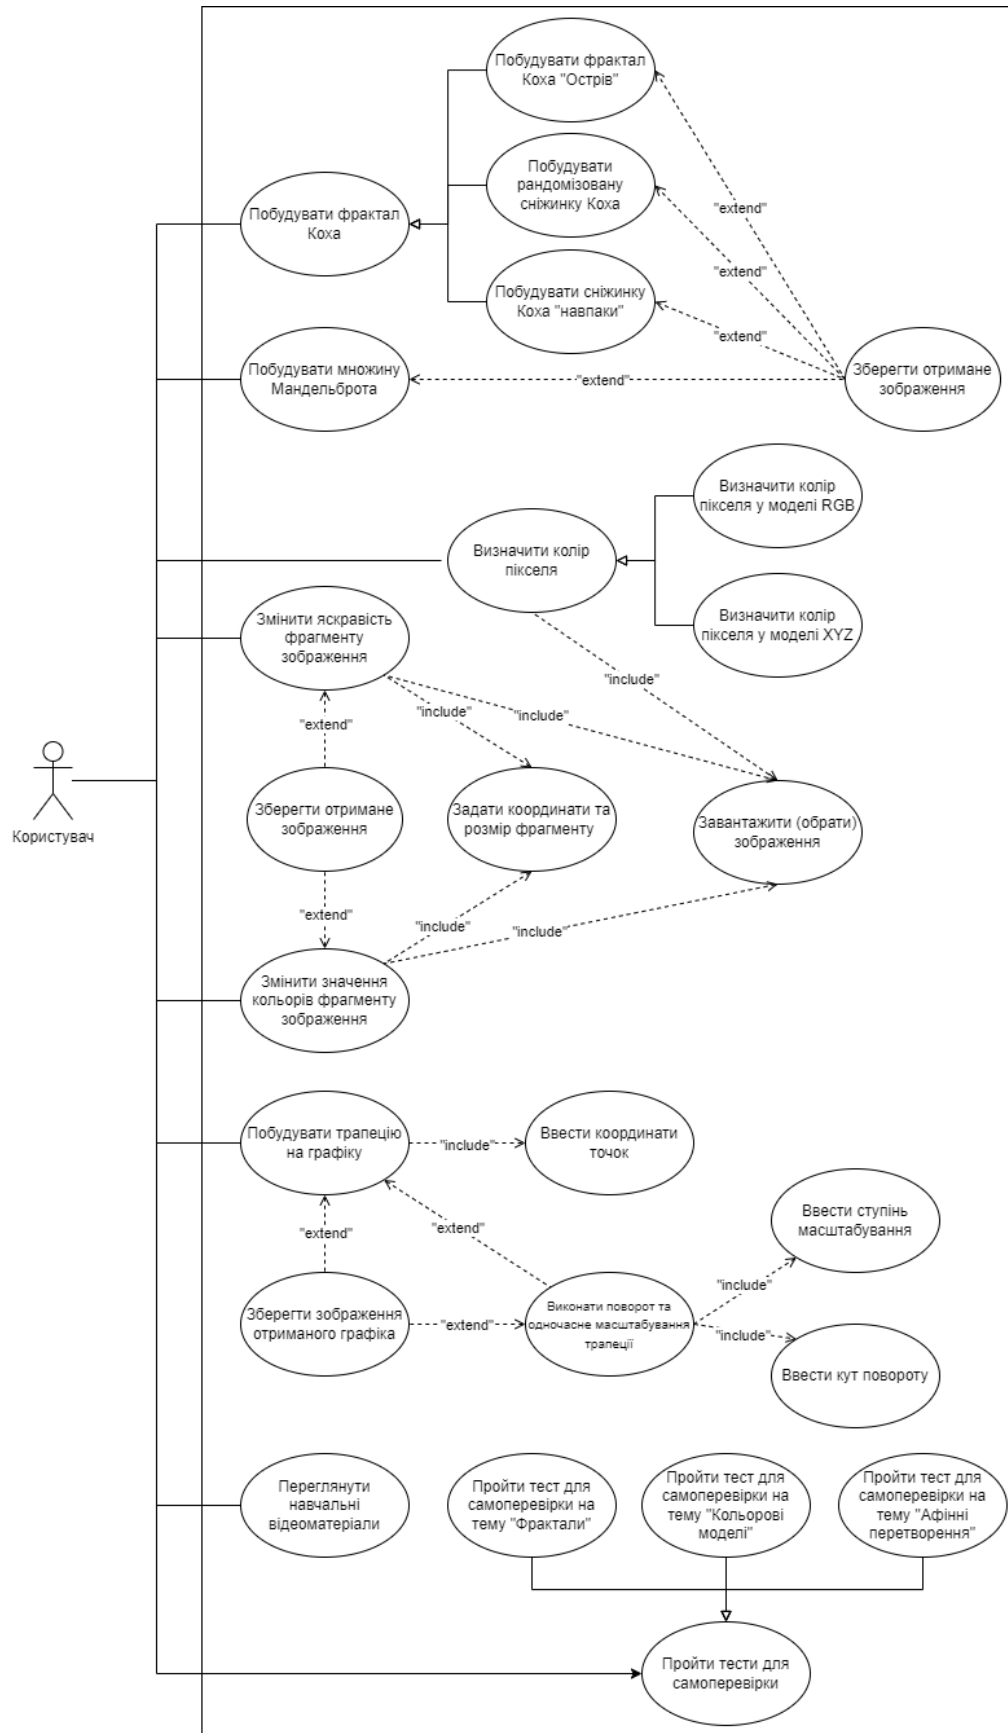 Побудувати фрактал
Коха "Острів"
Побудувати
рандомізовану
сніжинку Коха
Побудувати фрактал
Коха
"extend"
"extend"
Побудувати сніжинку
Коха "навпаки"
"extend"
Побудувати множину
Мандельброта
"extend"
Зберегти отримане
зображення
Визначити колір
пікселя у моделі RGB
Визначити колір
пікселя
Змінити яскравість
фрагменту
зображення
Визначити колір
пікселя у моделі XYZ
"include"
"include"
"include"
"extend"
Користувач
Зберегти отримане
зображення
Задати координати та
розмір фрагменту
Завантажити (обрати)
зображення
"extend"
"include"
"include"
Змінити значення
кольорів фрагменту
зображення
Побудувати трапецію
на графіку
"include"
Ввести координати
точок
"extend"
"extend"
Ввести ступінь
масштабування
"include"
Зберегти зображення
отриманого графіка
"extend"
Виконати поворот та
одночасне масштабування
трапеції
"include"
Ввести кут повороту
Переглянути
навчальні
відеоматеріали
Пройти тест для
самоперевірки на
тему "Фрактали"
Пройти тест для
самоперевірки на
тему "Кольорові
моделі"
Пройти тест для
самоперевірки на
тему "Афінні
перетворення"
Пройти тести для
самоперевірки